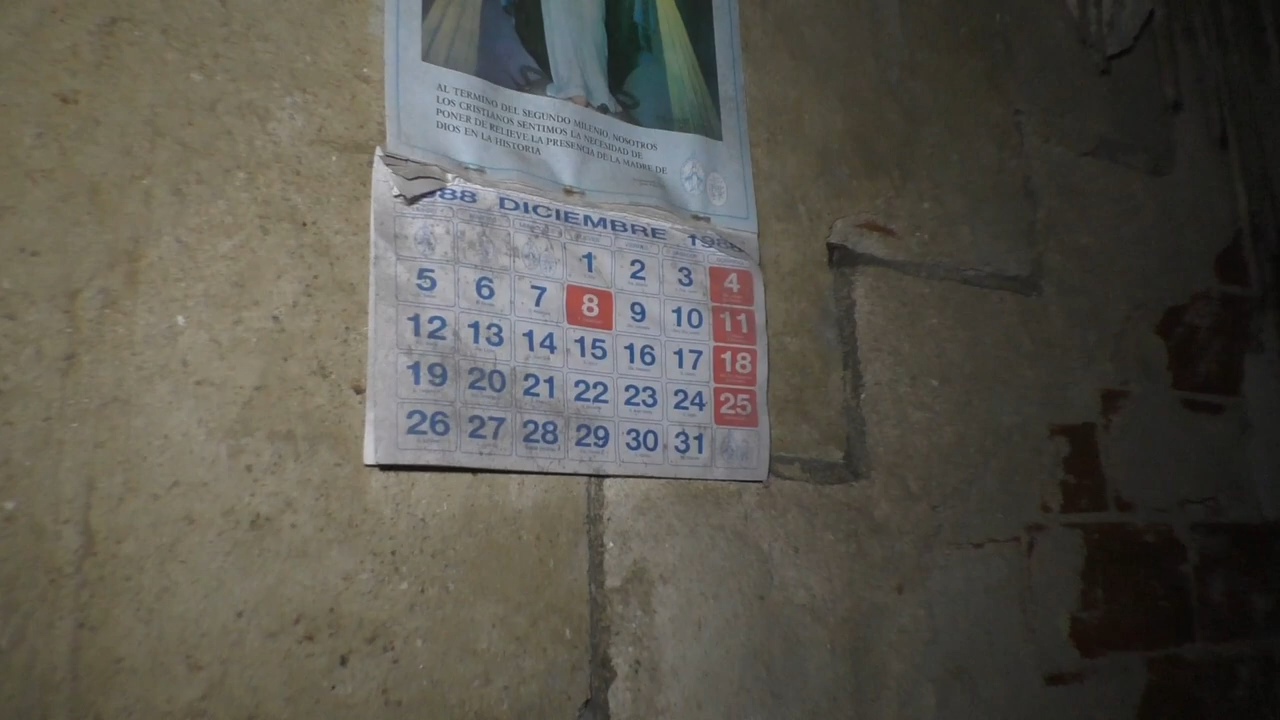 AL TERMINO DEL SEGUNDO MILENIO, NOSOTROS
LOS CRISTIANOS SENTIMOS LA NECESIDAD DE
PONER DE RELIEVE LA PRESENCIA DE LA MADRE DE
DIOS EN LA HISTORIA
88 DICIEMBRE 1988
1 2 3 4
5 6 7 8 9 10 11
12 13 14 15 16 17 18
19 20 21 22 23 24 25
26 27 28 29 30 31